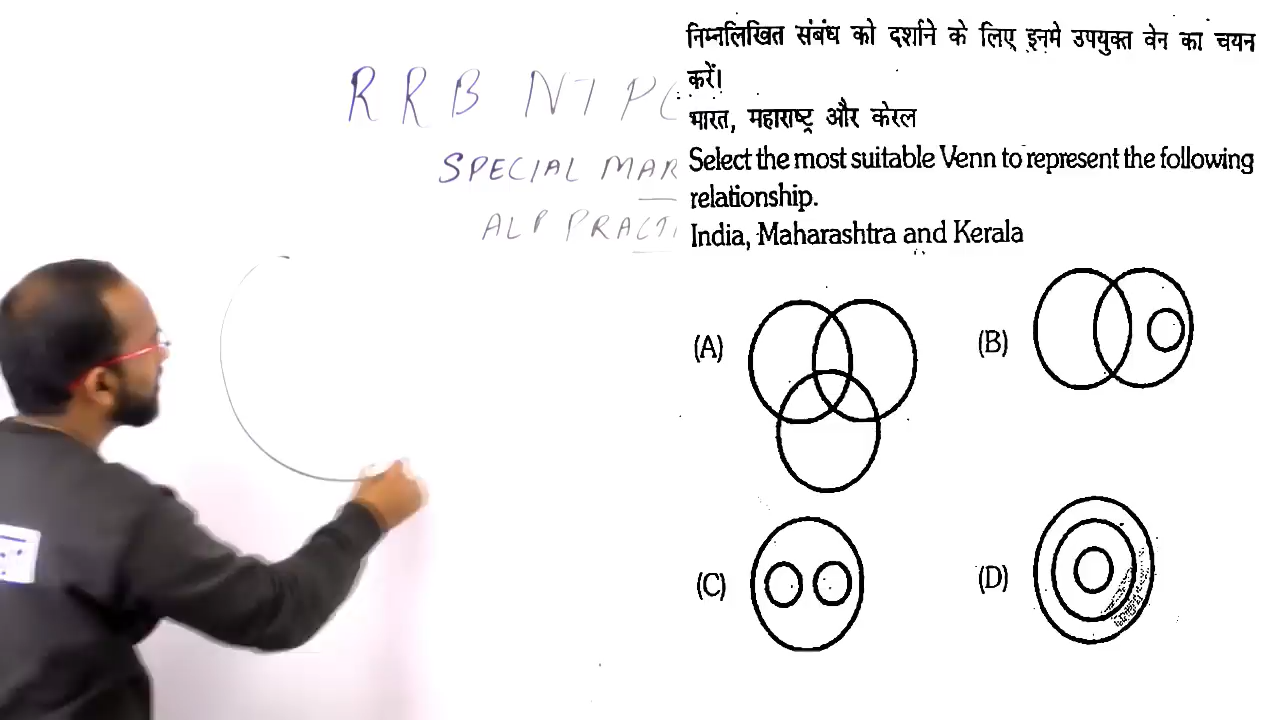 RRB NTPC
SPECIAL MAR
ALP PRACTI
निम्नलिखित संबंध को दर्शाने के लिए इनमे उपयुक्त वेन का चयन
करें।
भारत, महाराष्ट्र और केरल
Select the most suitable Venn to represent the following
relationship.
India, Maharashtra and Kerala
(A)
(B)
(C)
(D)